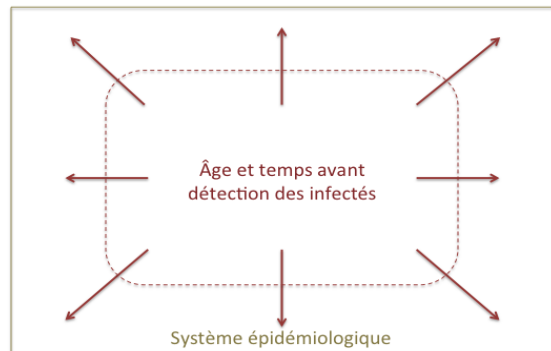 Âge et temps avant
détection des infectés
Système épidémiologique